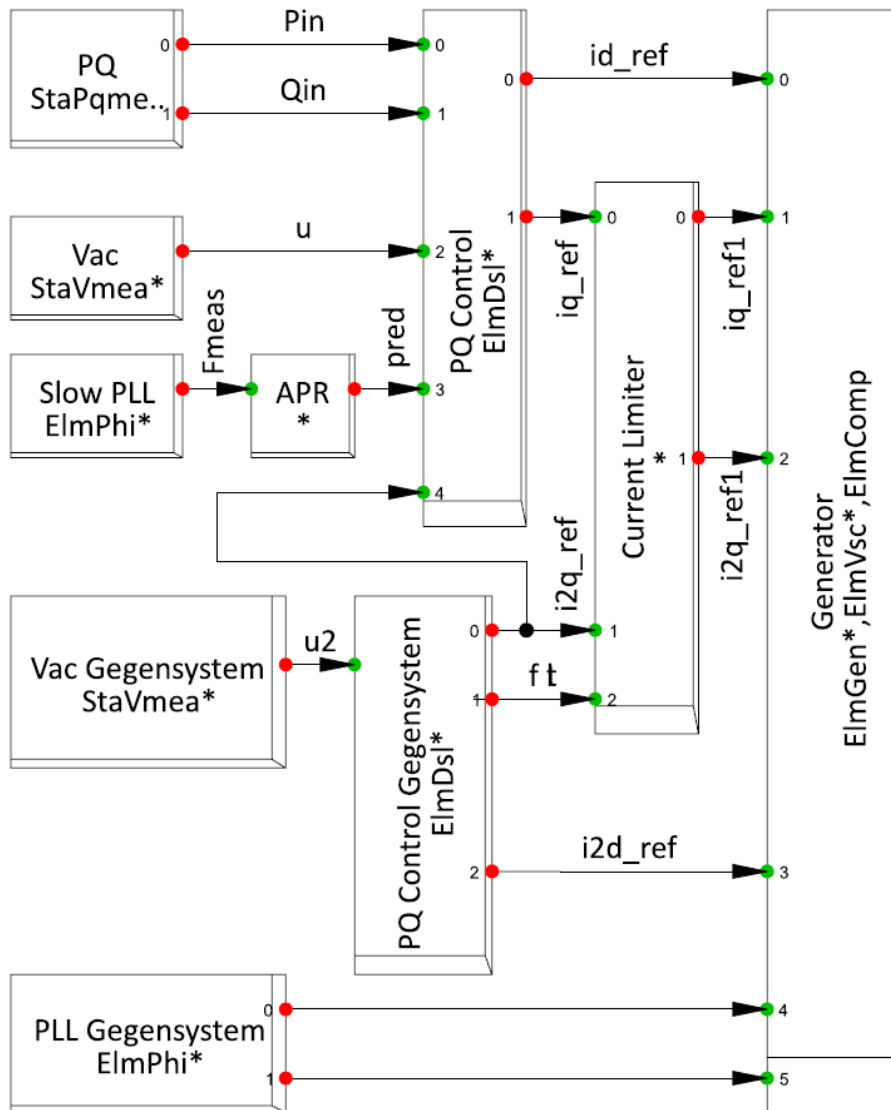 0
PQ
StaPqme..
1
Pin
Qin
0
1
PQ Control
ElmDsl*
0
id_ref
0
1
iq_ref
0
Current Limiter
*
0
iq_ref1
1
Vac
StaVmea*
u
2
Slow PLL
ElmPhi*
Fmeas
APR
*
pred
3
4
1
i2q_ref1
2
Generator
ElmGen*,ElmVsc*,ElmComp
Vac Gegensystem
StaVmea*
u2
PQ Control Gegensystem
ElmDsl*
0
i2q_ref
1
1
f t
2
2
i2d_ref
3
PLL Gegensystem
ElmPhi*
0
1
4
5